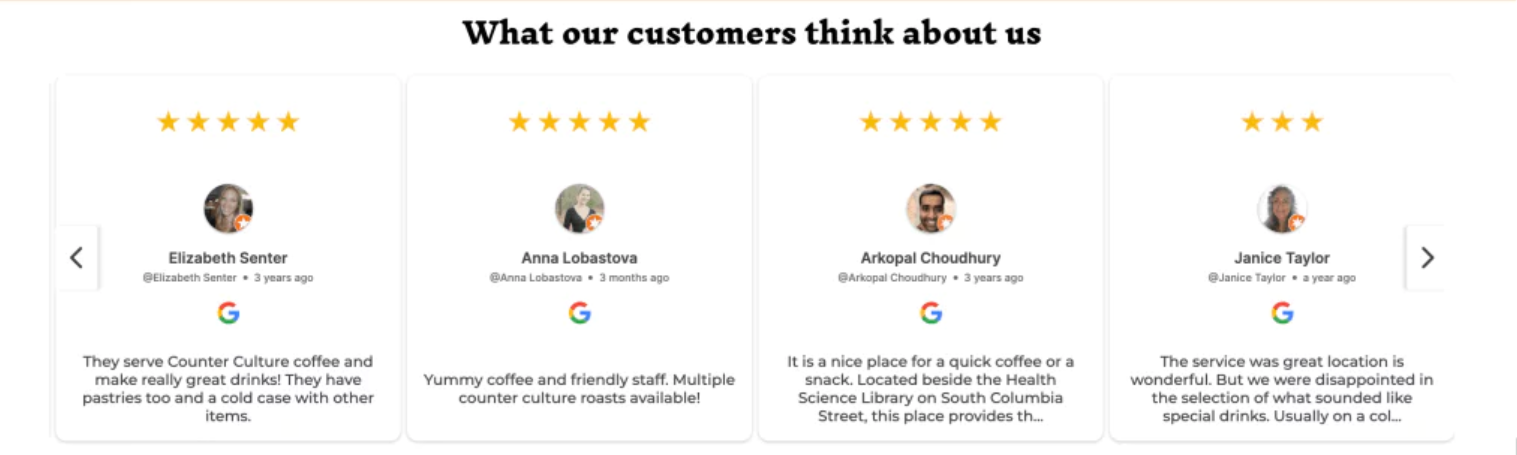 What our customers think about us
Elizabeth Senter
@Elizabeth Senter • 3 years ago
They serve Counter Culture coffee and
make really great drinks! They have
pastries too and a cold case with other
items.
Anna Lobastova
@Anna Lobastova • 3 months ago
Yummy coffee and friendly staff. Multiple
counter culture roasts available!
Arkopal Choudhury
@Arkopal Choudhury • 3 years ago
It is a nice place for a quick coffee or a
snack. Located beside the Health
Science Library on South Columbia
Street, this place provides th...
Janice Taylor
@Janice Taylor • a year ago
The service was great location is
wonderful. But we were disappointed in
the selection of what sounded like
special drinks. Usually on a col...